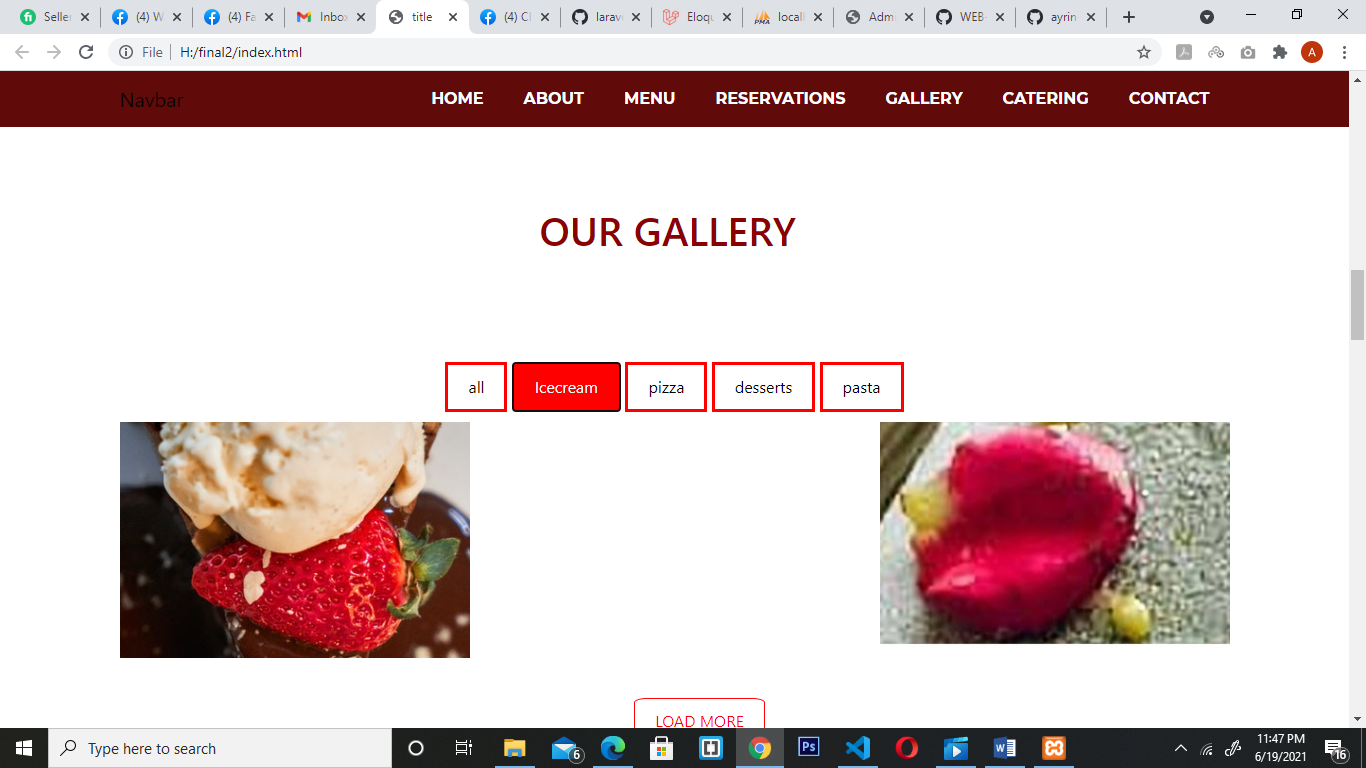 Seller (4) W (4) Fa Inbox title (4) Cl larav Eloqu locall Adm WEB- ayrin
File H:/final2/index.html A
Navbar HOME ABOUT MENU RESERVATIONS GALLERY CATERING CONTACT
OUR GALLERY
all Icecream pizza desserts pasta
LOAD MORE
Type here to search 6 Ps W 11:47 PM
6/19/2021 16